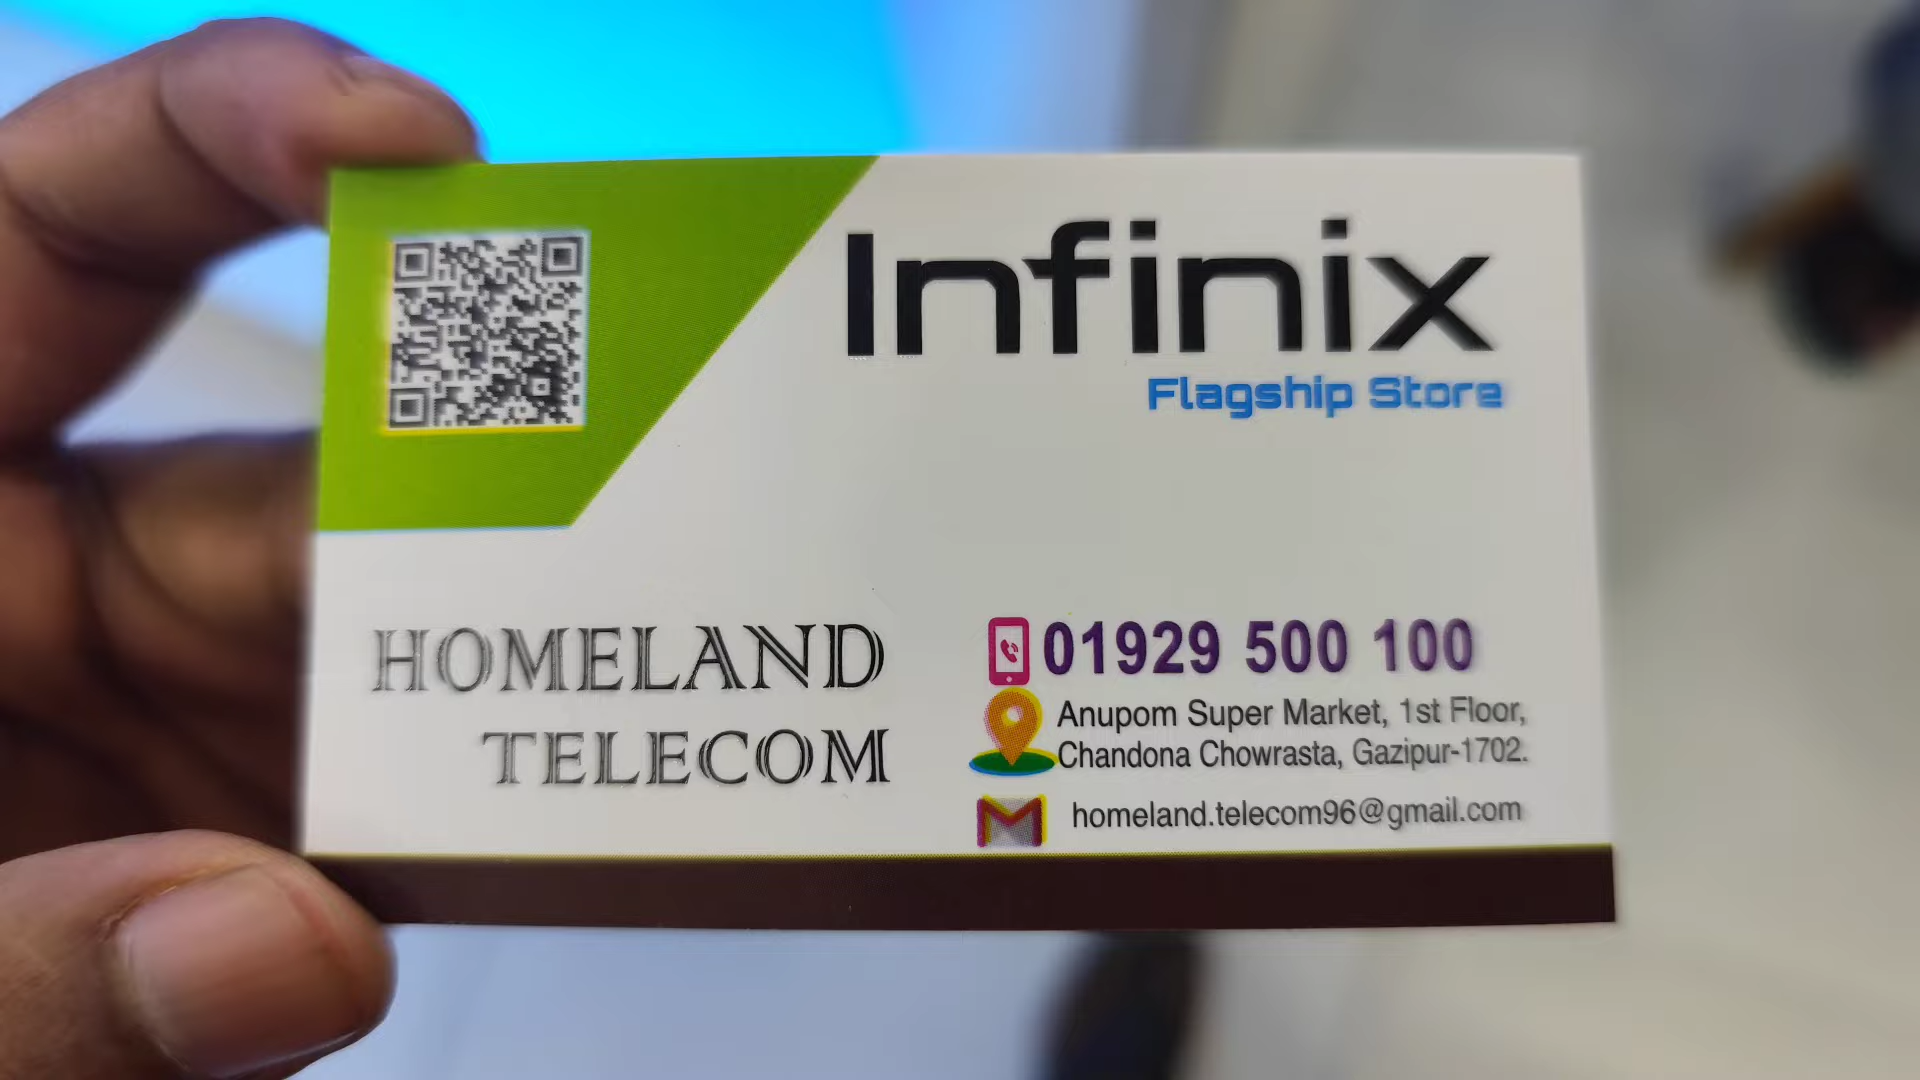 Infinix
Flagship Store
HOMELAND
TELECOM
01929 500 100
Anupom Super Market, 1st Floor,
Chandona Chowrasta, Gazipur-1702.
homeland.telecom96@gmail.com